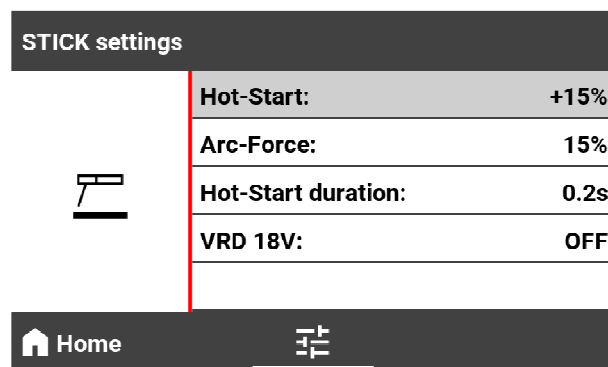 STICK settings
Hot-Start: +15%
Arc-Force: 15%
Hot-Start duration: 0.2s
VRD 18V: OFF
Home